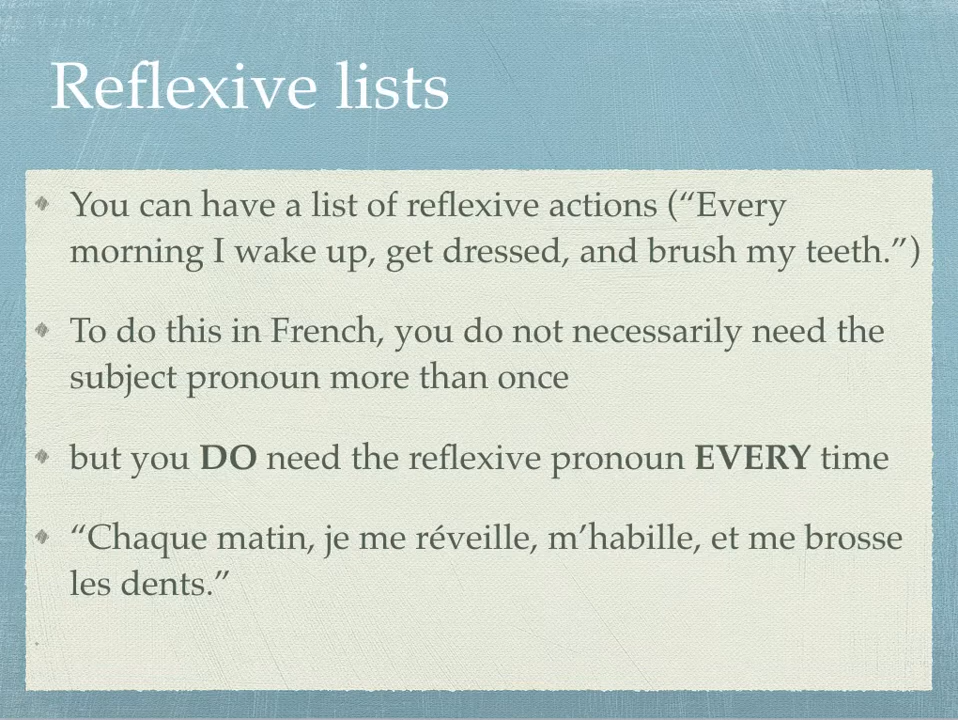 Reflexive lists
You can have a list of reflexive actions (“Every
morning I wake up, get dressed, and brush my teeth.”)
To do this in French, you do not necessarily need the
subject pronoun more than once
but you DO need the reflexive pronoun EVERY time
“Chaque matin, je me réveille, m’habille, et me brosse
les dents.”